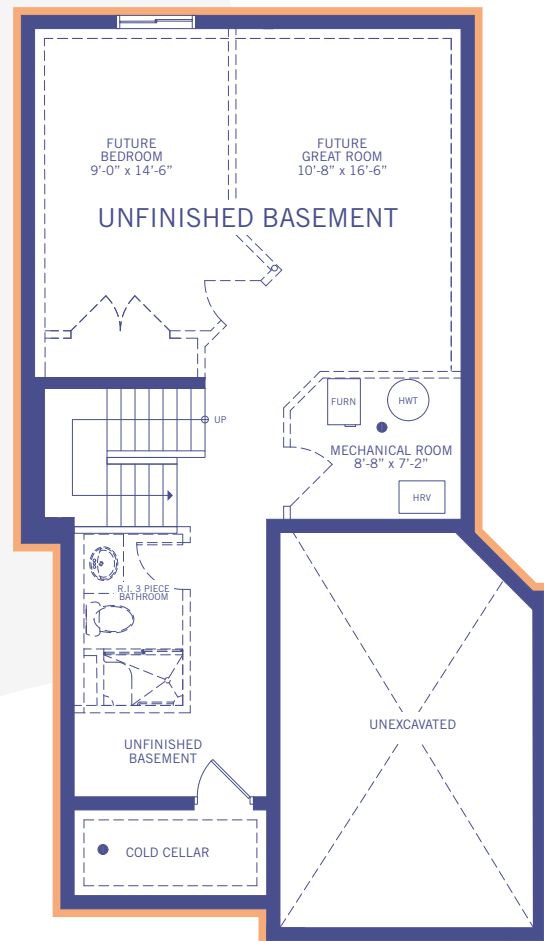 FUTURE
BEDROOM
9’-0” x 14’-6”
FUTURE
GREAT ROOM
10’-8” x 16’-6”
UNFINISHED BASEMENT
UP
FURN
HWT
MECHANICAL ROOM
8’-8” x 7’-2”
HRV
R.I. 3 PIECE
BATHROOM
UNEXCAVATED
UNFINISHED
BASEMENT
COLD CELLAR